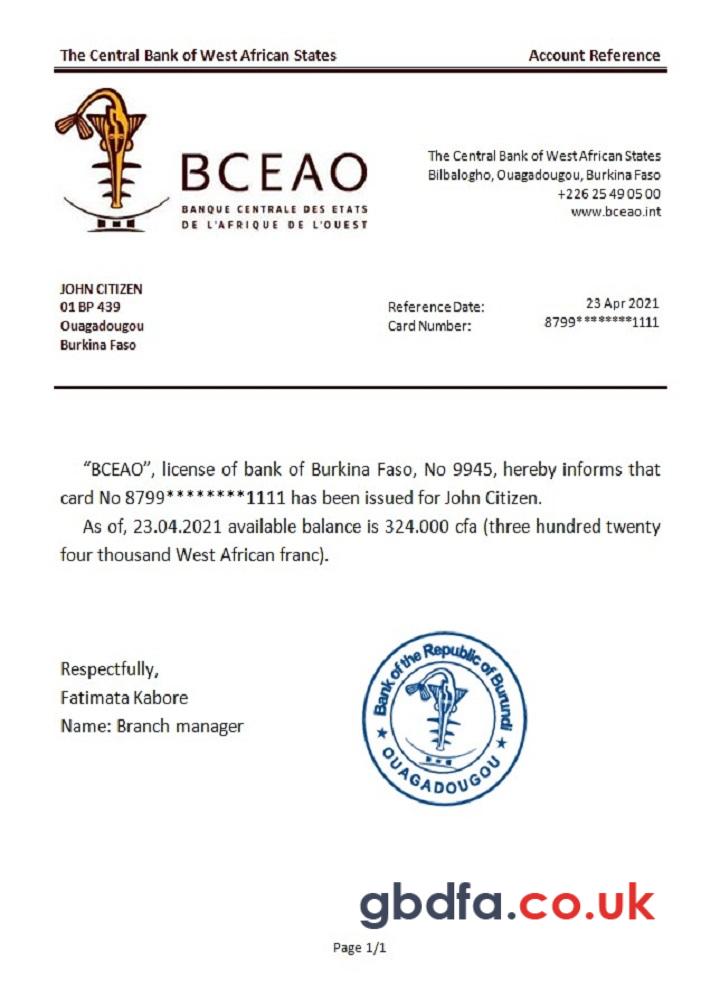 The Central Bank of West African States Account Reference
BCEAO
BANQUE CENTRALE DES ETATS
DE L'AFRIQUE DE L'OUEST
The Central Bank of West African States
Bilbalogho, Ouagadougou, Burkina Faso
+226 25 49 05 00
www.bceao.int
JOHN CITIZEN
01 BP 439
Ouagadougou
Burkina Faso
Reference Date: 23 Apr 2021
Card Number: 8799********1111
“BCEAO”, license of bank of Burkina Faso, No 9945, hereby informs that
card No 8799********1111 has been issued for John Citizen.
As of, 23.04.2021 available balance is 324.000 cfa (three hundred twenty
four thousand West African franc).
Respectfully,
Fatimata Kabore
Name: Branch manager
Bank of the Republic of Burundi
★ OUAGADOUGOU ★
gbdfa.co.uk
Page 1/1